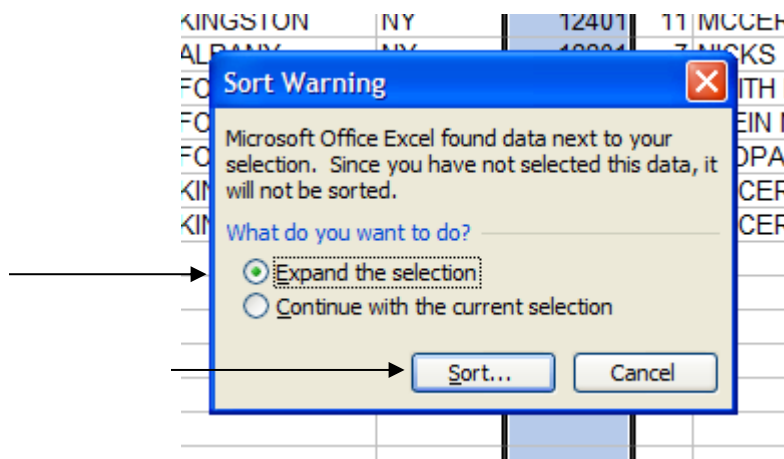 KINGSTON NY 12401 11 MCCER
Sort Warning
Microsoft Office Excel found data next to your
selection. Since you have not selected this data, it
will not be sorted.
What do you want to do?
Expand the selection
Continue with the current selection
Sort... Cancel